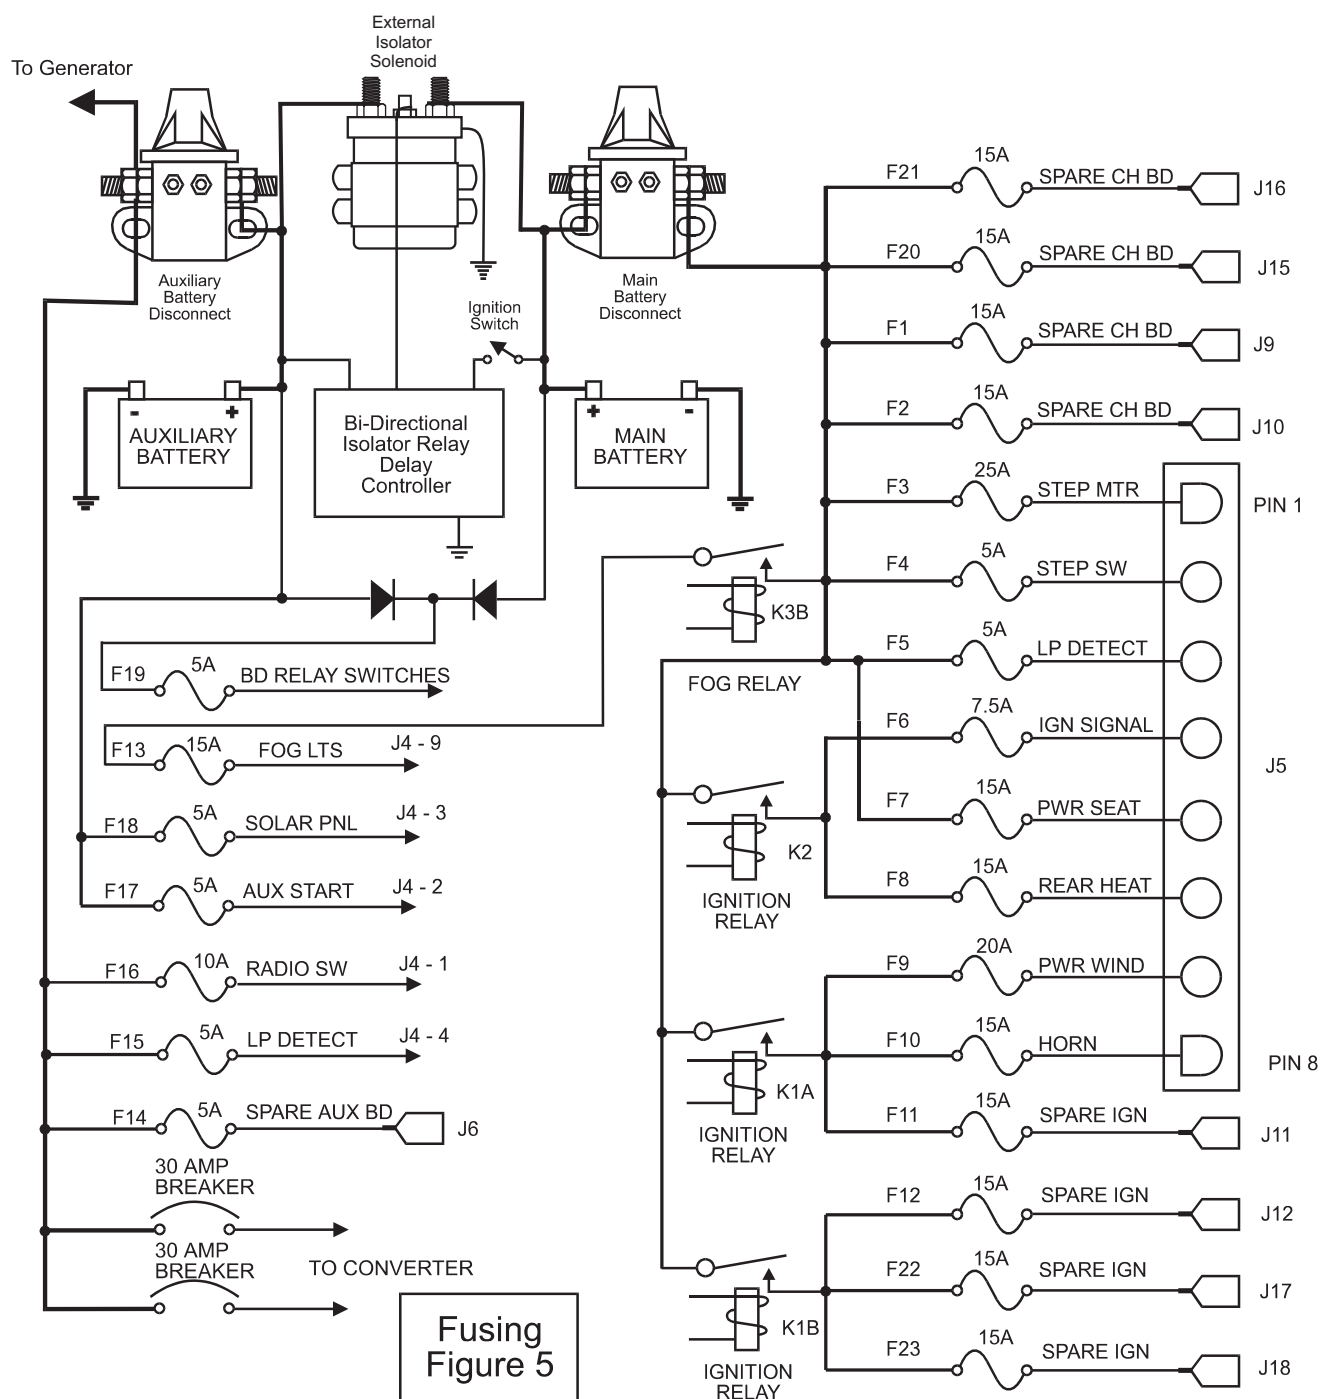 External
Isolator
Solenoid
To Generator
Auxiliary
Battery
Disconnect
Main
Battery
Disconnect
Ignition
Switch
-
+
AUXILIARY
BATTERY
Bi-Directional
Isolator Relay
Delay
Controller
+
-
MAIN
BATTERY
F19 5A BD RELAY SWITCHES
F13 15A FOG LTS J4 - 9
F18 5A SOLAR PNL J4 - 3
F17 5A AUX START J4 - 2
F16 10A RADIO SW J4 - 1
F15 5A LP DETECT J4 - 4
F14 5A SPARE AUX BD J6
30 AMP
BREAKER
30 AMP
BREAKER
TO CONVERTER
Fusing
Figure 5
K3B
FOG RELAY
K2
IGNITION
RELAY
K1A
IGNITION
RELAY
K1B
IGNITION
RELAY
F21 15A SPARE CH BD J16
F20 15A SPARE CH BD J15
F1 15A SPARE CH BD J9
F2 15A SPARE CH BD J10
F3 25A STEP MTR PIN 1
F4 5A STEP SW
F5 5A LP DETECT
F6 7.5A IGN SIGNAL
J5
F7 15A PWR SEAT
F8 15A REAR HEAT
F9 20A PWR WIND
F10 15A HORN PIN 8
F11 15A SPARE IGN J11
F12 15A SPARE IGN J12
F22 15A SPARE IGN J17
F23 15A SPARE IGN J18